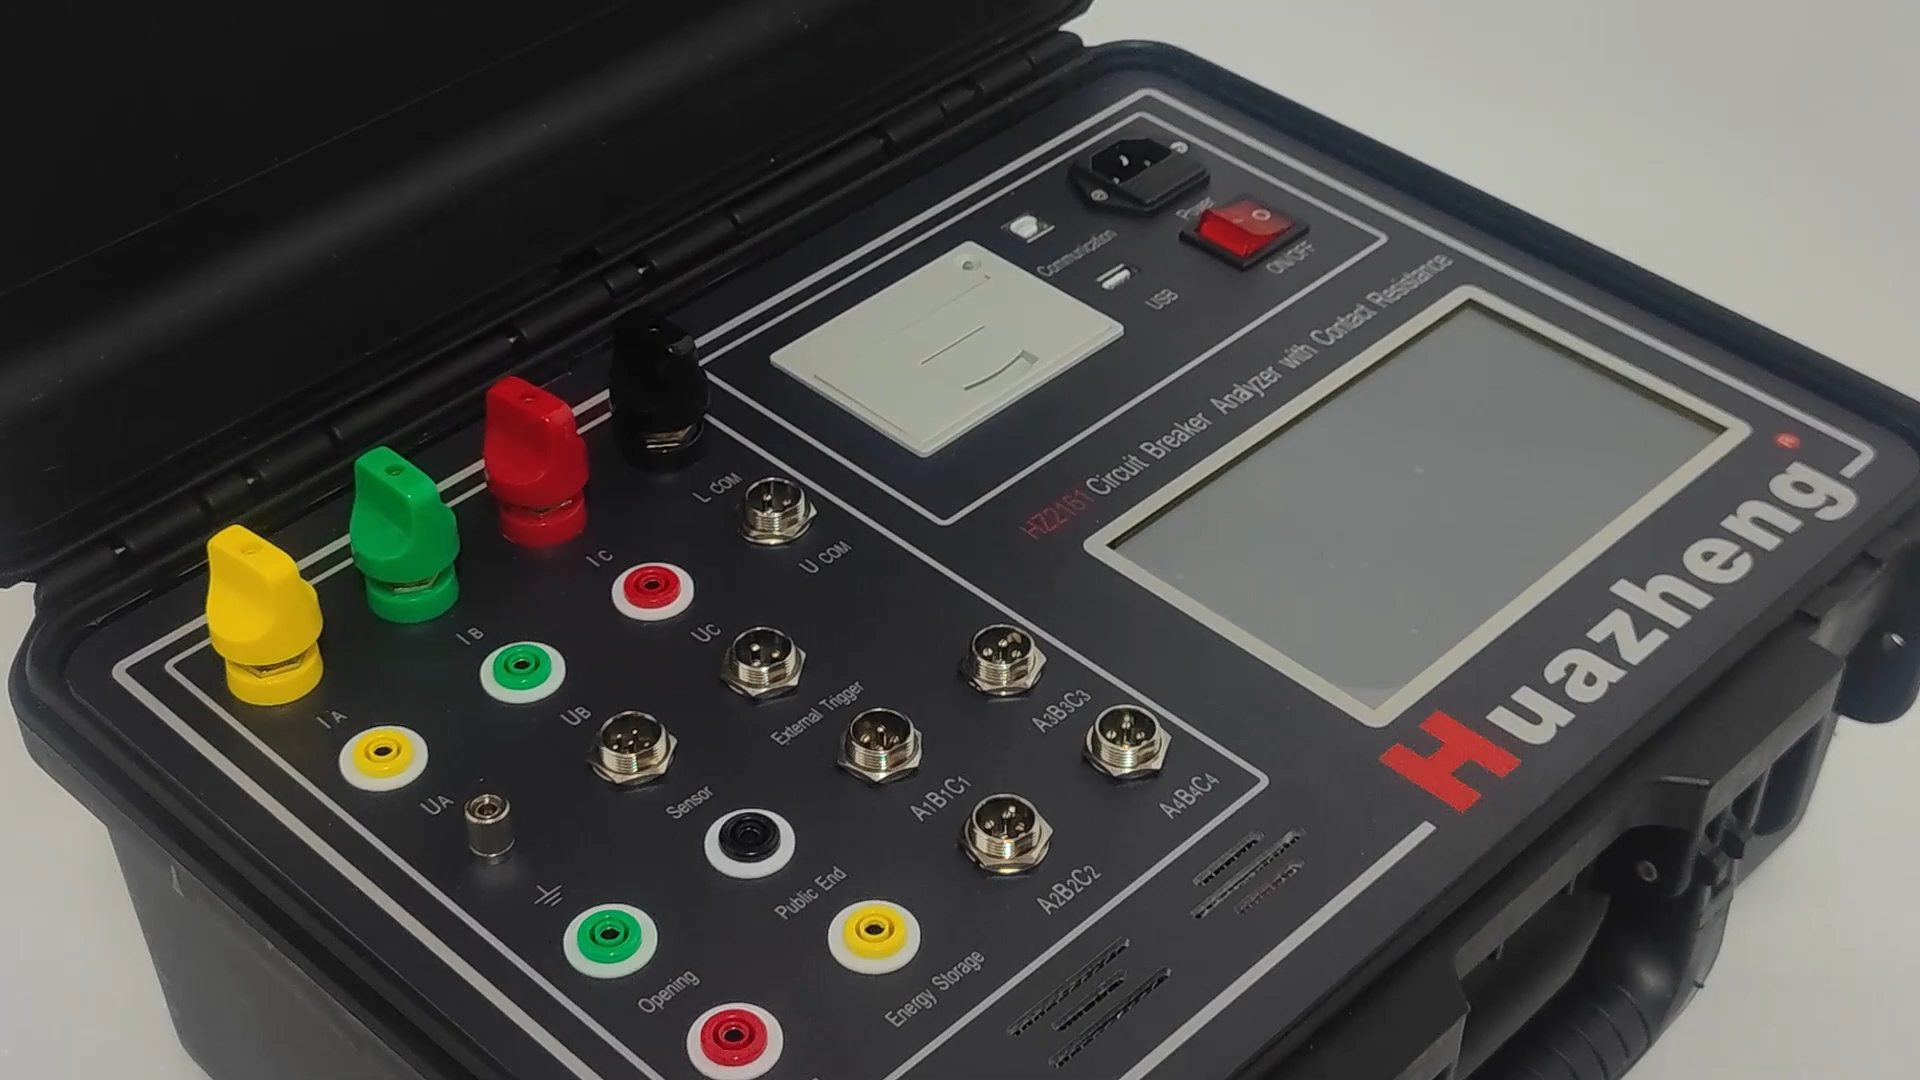 Power
ON/OFF
Communication
USB
HZ2161 Circuit Breaker Analyzer with Contact Resistance
Huazheng®
L COM
U COM
I C
UC
I B
UB
I A
UA
External Trigger
Sensor
A3B3C3
A1B1C1
A4B4C4
A2B2C2
Public End
Opening
Energy Storage